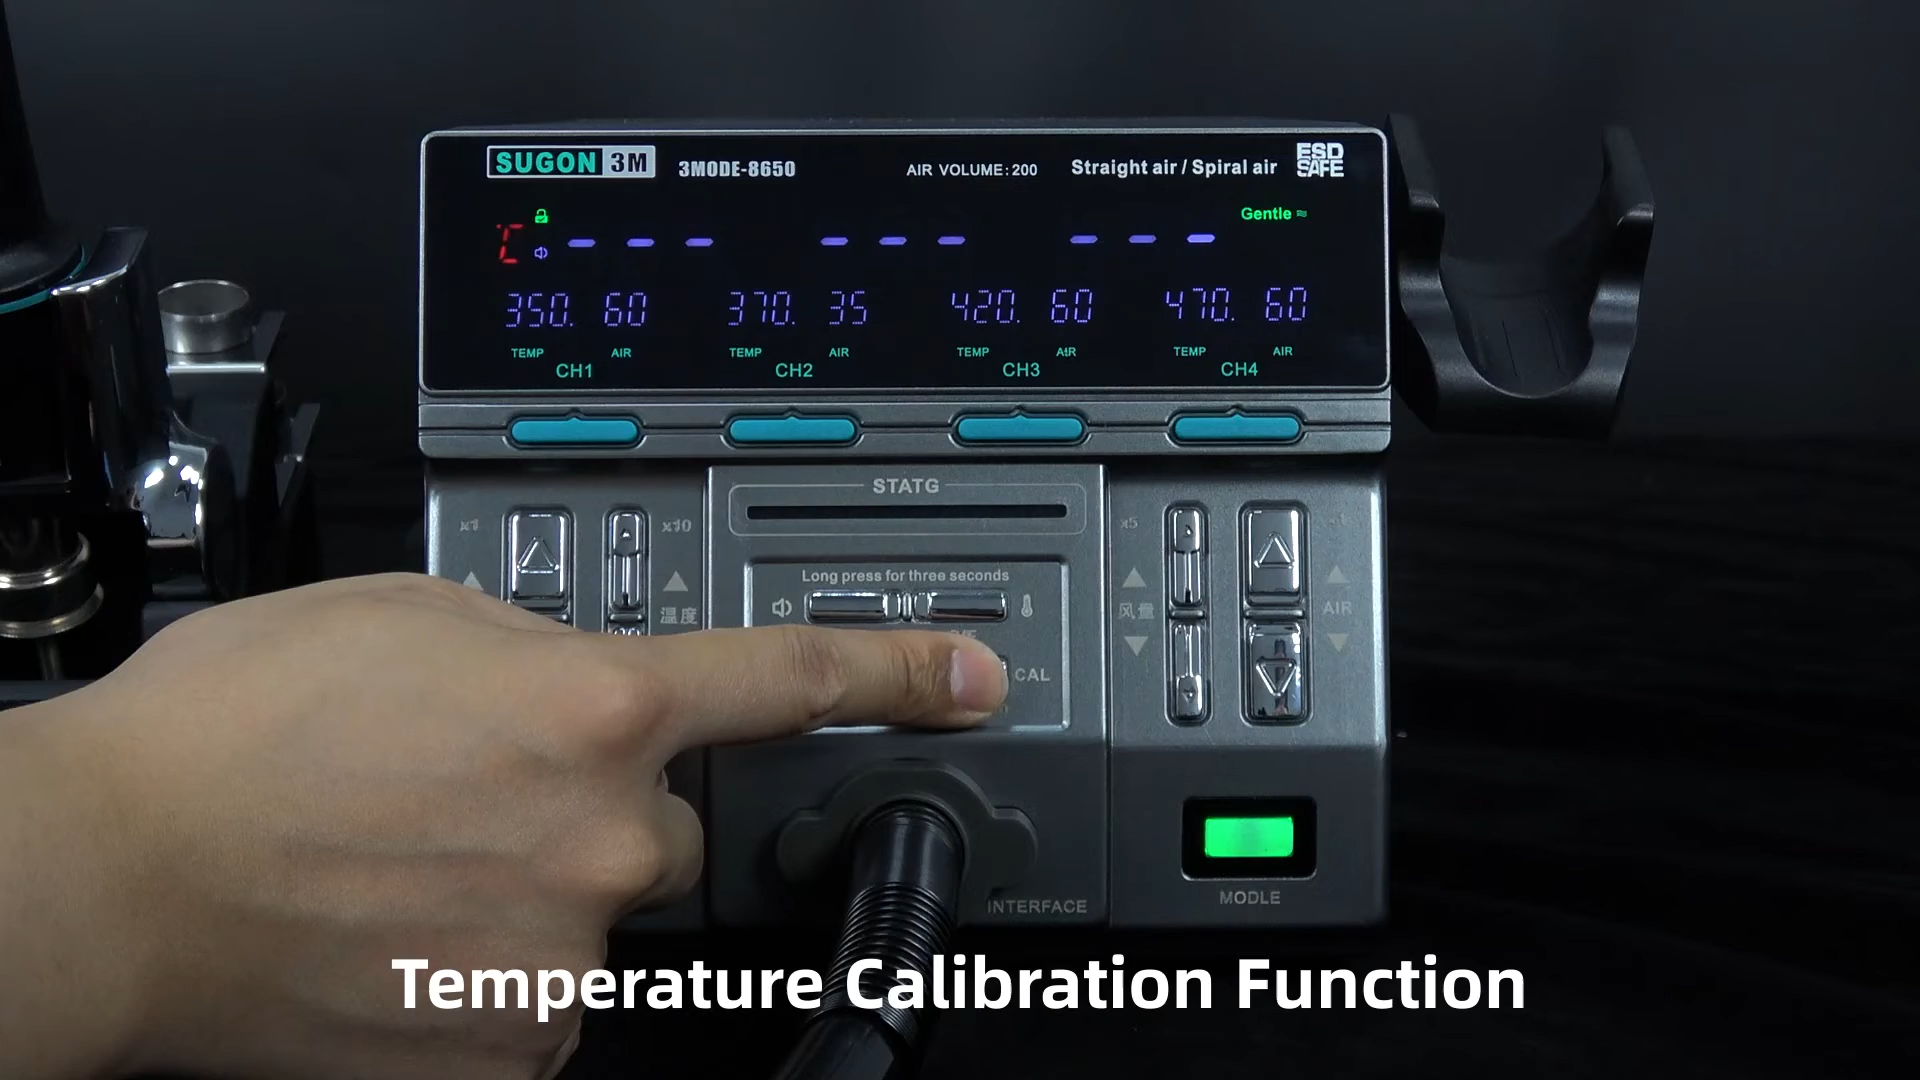 SUGON 3M 3MODE-8650 AIR VOLUME:200 Straight air / Spiral air ESD SAFE
Gentle
℃ --- --- ---
350. 60 370. 35 420. 60 470. 60
TEMP AIR TEMP AIR TEMP AIR TEMP AIR
CH1 CH2 CH3 CH4
STATG
x1 x10 x5
Long press for three seconds
温度 风量 AIR
CAL
MODLE
INTERFACE
Temperature Calibration Function